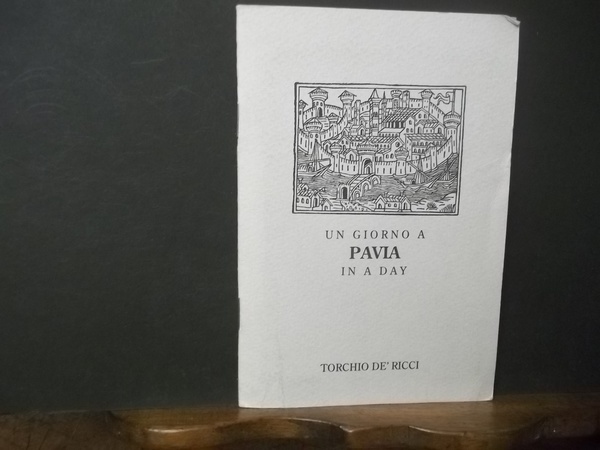 UN GIORNO A
PAVIA
IN A DAY
TORCHIO DE' RICCI